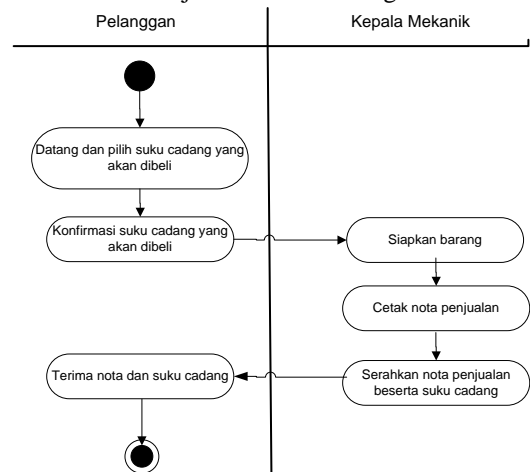 Pelanggan
Kepala Mekanik
Datang dan pilih suku cadang yang
akan dibeli
Konfirmasi suku cadang yang
akan dibeli
Siapkan barang
Cetak nota penjualan
Serahkan nota penjualan
beserta suku cadang
Terima nota dan suku cadang